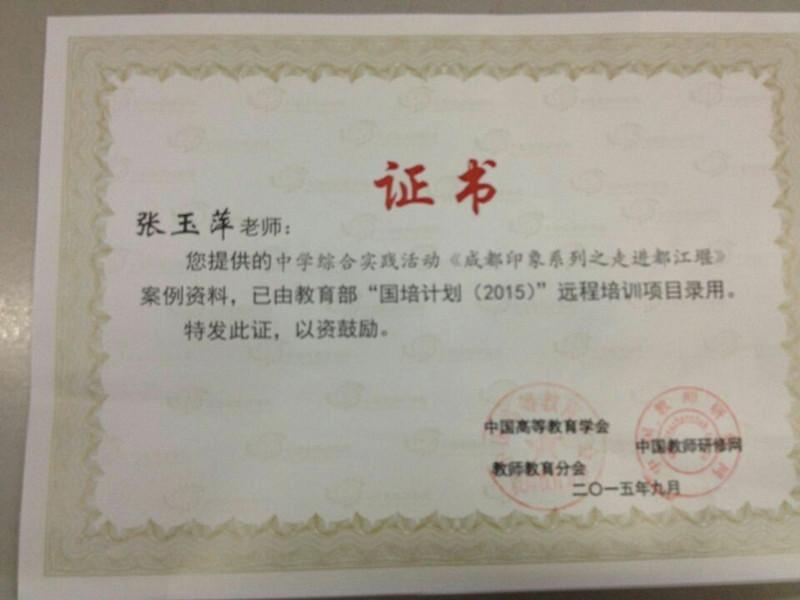 证书
张玉萍老师：
您提供的中学综合实践活动《成都印象系列之走进都江堰》
案例资料，已由教育部“国培计划（2015）”远程培训项目录用。
特发此证，以资鼓励。
中国高等教育学会
教师教育分会
中国教师研修网
二〇一五年九月